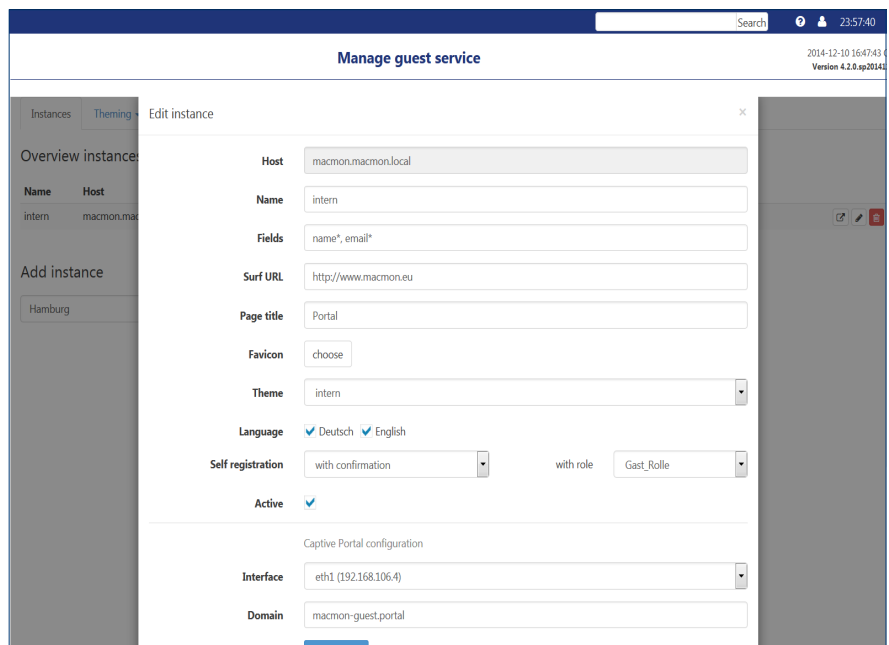 Search 23:57:40
Manage guest service
2014-12-10 16:47:43
Version 4.2.0.sp20141
Instances Theming
Edit instance ×
Overview instances
Name Host
intern macmon.mac
Add instance
Hamburg
Host macmon.macmon.local
Name intern
Fields name*, email*
Surf URL http://www.macmon.eu
Page title Portal
Favicon choose
Theme intern
Language Deutsch English
Self registration with confirmation with role Gast_Rolle
Active
Captive Portal configuration
Interface eth1 (192.168.106.4)
Domain macmon-guest.portal